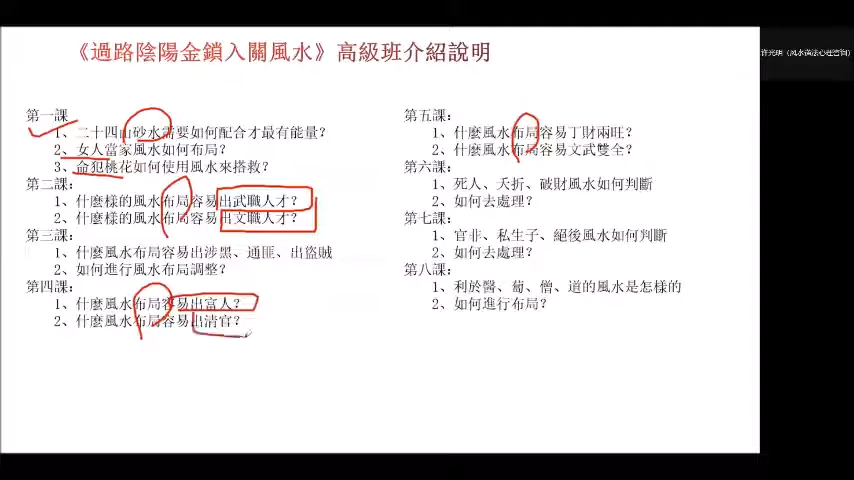 《過路陰陽金鎖入關風水》高級班介紹說明
第一課
1、二十四山砂水需要如何配合才最有能量?
2、女人當家風水如何布局?
3、命犯桃花如何使用風水來搭救?
第二課:
1、什麼樣的風水布局容易出武職人才?
2、什麼樣的風水布局容易出文職人才?
第三課:
1、什麼風水布局容易出涉黑、通匪、出盜賊
2、如何進行風水布局調整?
第四課:
1、什麼風水布局容易出富人?
2、什麼風水布局容易出清官?
第五課:
1、什麼風水布局容易丁財兩旺?
2、什麼風水布局容易文武雙全?
第六課:
1、死人、夭折、破財風水如何判斷
2、如何去處理?
第七課:
1、官非、私生子、絕後風水如何判斷
2、如何去處理?
第八課:
1、利於醫、蔔、僧、道的風水是怎樣的
2、如何進行布局?